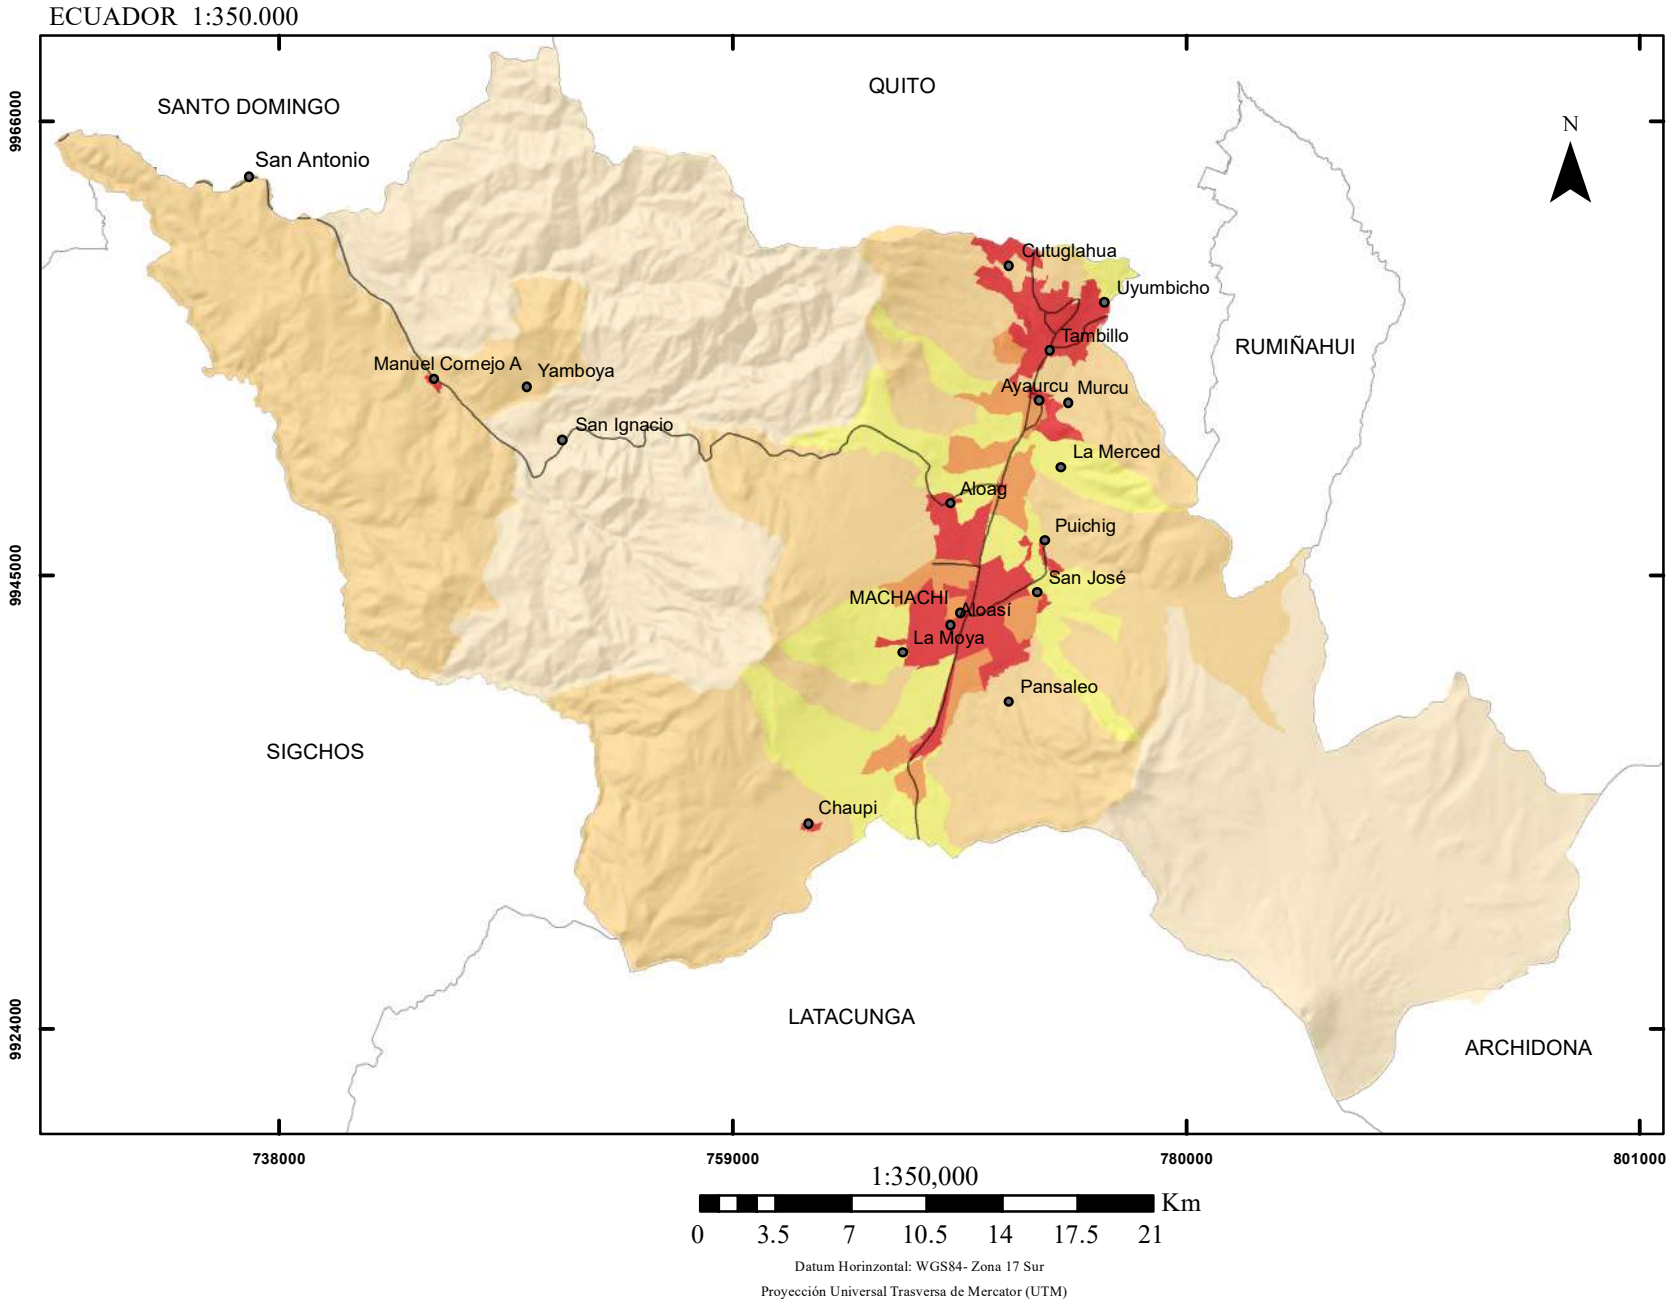 ECUADOR 1:350.000
QUITO
SANTO DOMINGO
N
San Antonio
Cutuglahua
Uyumbicho
Tambillo
RUMIÑAHUI
Manuel Cornejo A
Yamboya
Ayaurcu
Murcu
San Ignacio
La Merced
Aloag
Puichig
San José
MACHACHI
Aloasí
La Moya
Pansaleo
SIGCHOS
Chaupi
LATACUNGA
ARCHIDONA
9966000
9945000
9924000
738000
759000
780000
801000
1:350,000
Km
0 3.5 7 10.5 14 17.5 21
Datum Horinzontal: WGS84- Zona 17 Sur
Proyección Universal Trasversa de Mercator (UTM)